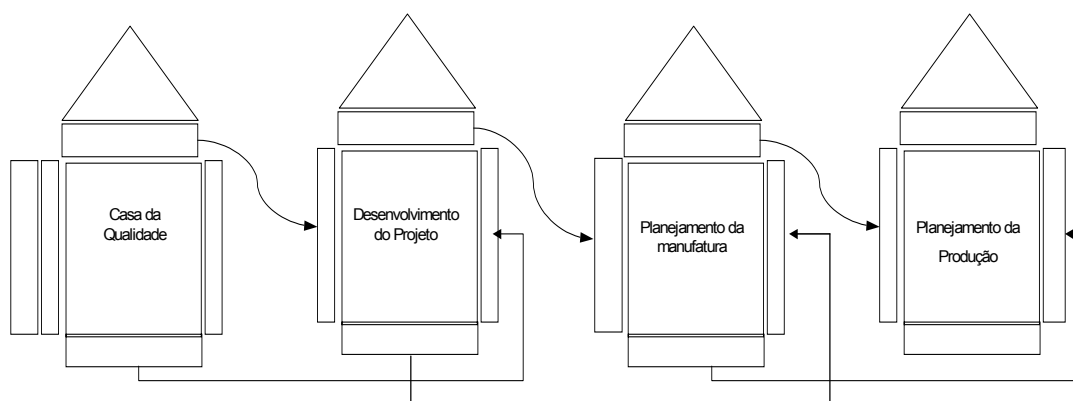 Casa da
Qualidade
Desenvolvimento
do Projeto
Planejamento da
manufatura
Planejamento da
Produção